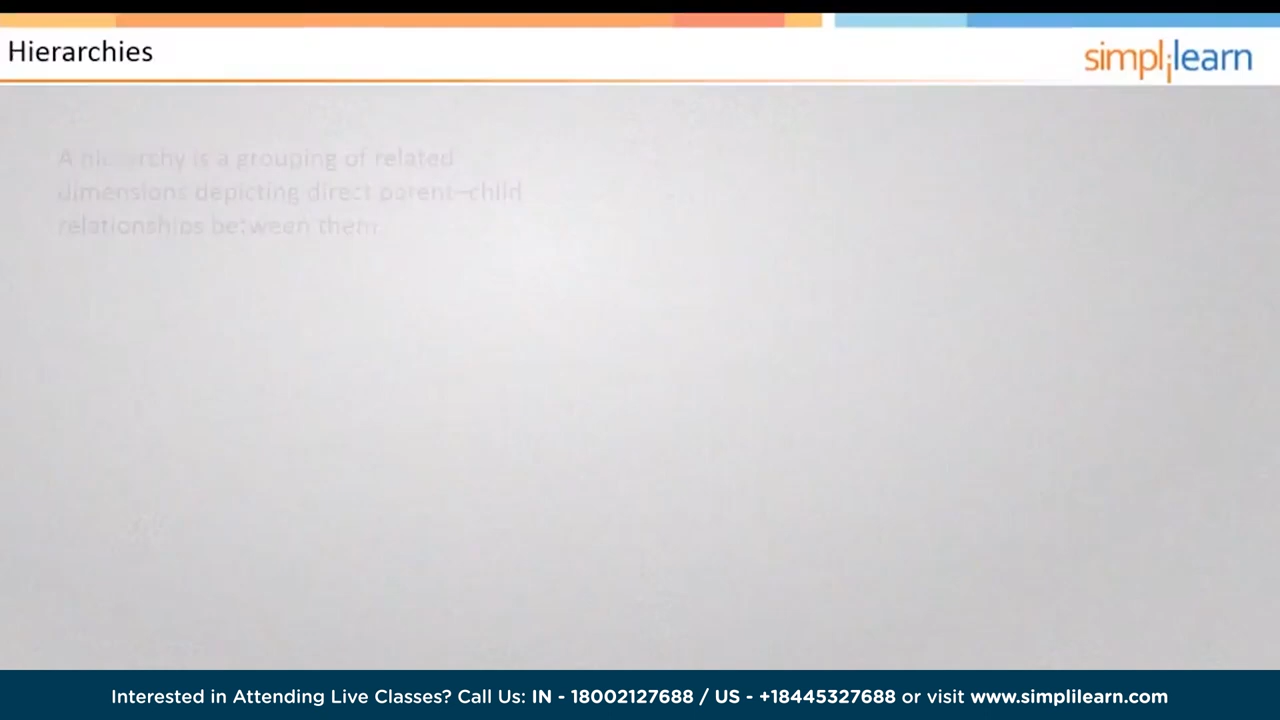 Hierarchies
simplilearn
A hierarchy is a grouping of related
dimensions depicting direct parent–child
relationships between them.
Interested in Attending Live Classes? Call Us: IN - 18002127688 / US - +18445327688 or visit www.simplilearn.com